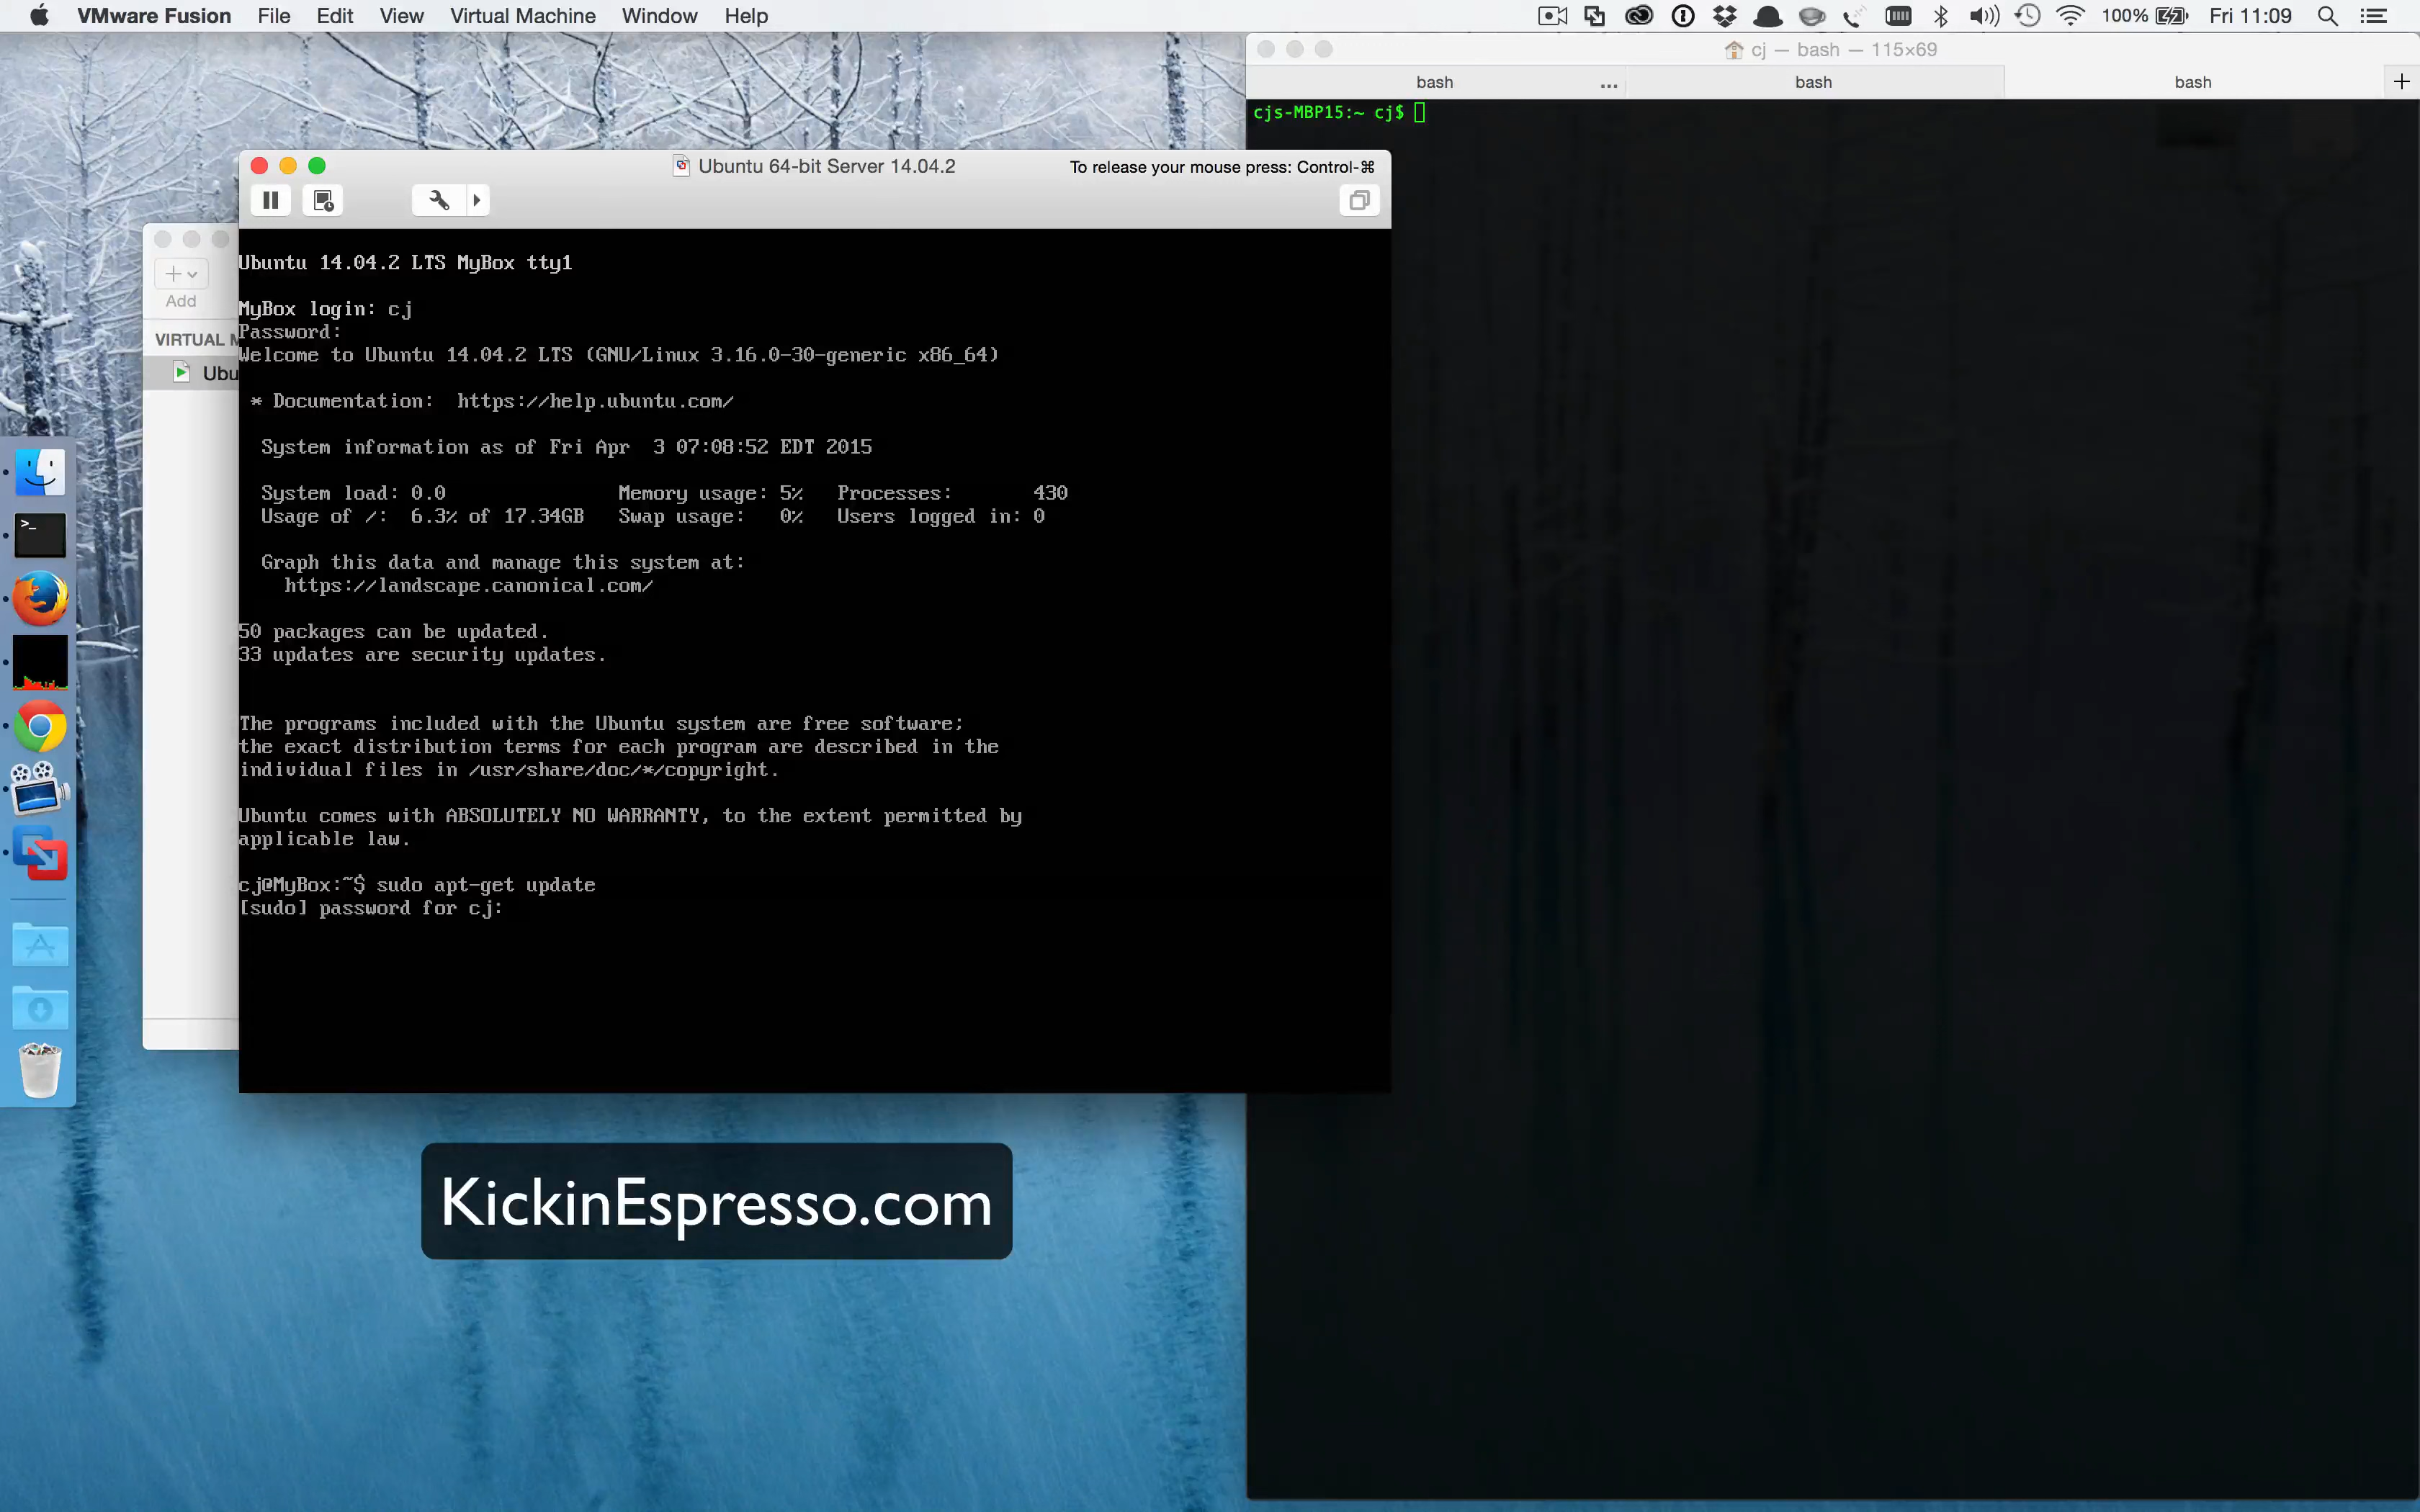 VMware Fusion File Edit View Virtual Machine Window Help 100% Fri 11:09
cj — bash — 115×69
bash ... bash bash +
cjs-MBP15:~ cj$
Ubuntu 64-bit Server 14.04.2 To release your mouse press: Control-⌘
Add
VIRTUAL M
Ubu
Ubuntu 14.04.2 LTS MyBox tty1
MyBox login: cj
Password:
Welcome to Ubuntu 14.04.2 LTS (GNU/Linux 3.16.0-30-generic x86_64)
* Documentation: https://help.ubuntu.com/
System information as of Fri Apr 3 07:08:52 EDT 2015
System load: 0.0 Memory usage: 5% Processes: 430
Usage of /: 6.3% of 17.34GB Swap usage: 0% Users logged in: 0
Graph this data and manage this system at:
https://landscape.canonical.com/
50 packages can be updated.
33 updates are security updates.
The programs included with the Ubuntu system are free software;
the exact distribution terms for each program are described in the
individual files in /usr/share/doc/*/copyright.
Ubuntu comes with ABSOLUTELY NO WARRANTY, to the extent permitted by
applicable law.
cj@MyBox:~$ sudo apt-get update
[sudo] password for cj:
KickinEspresso.com